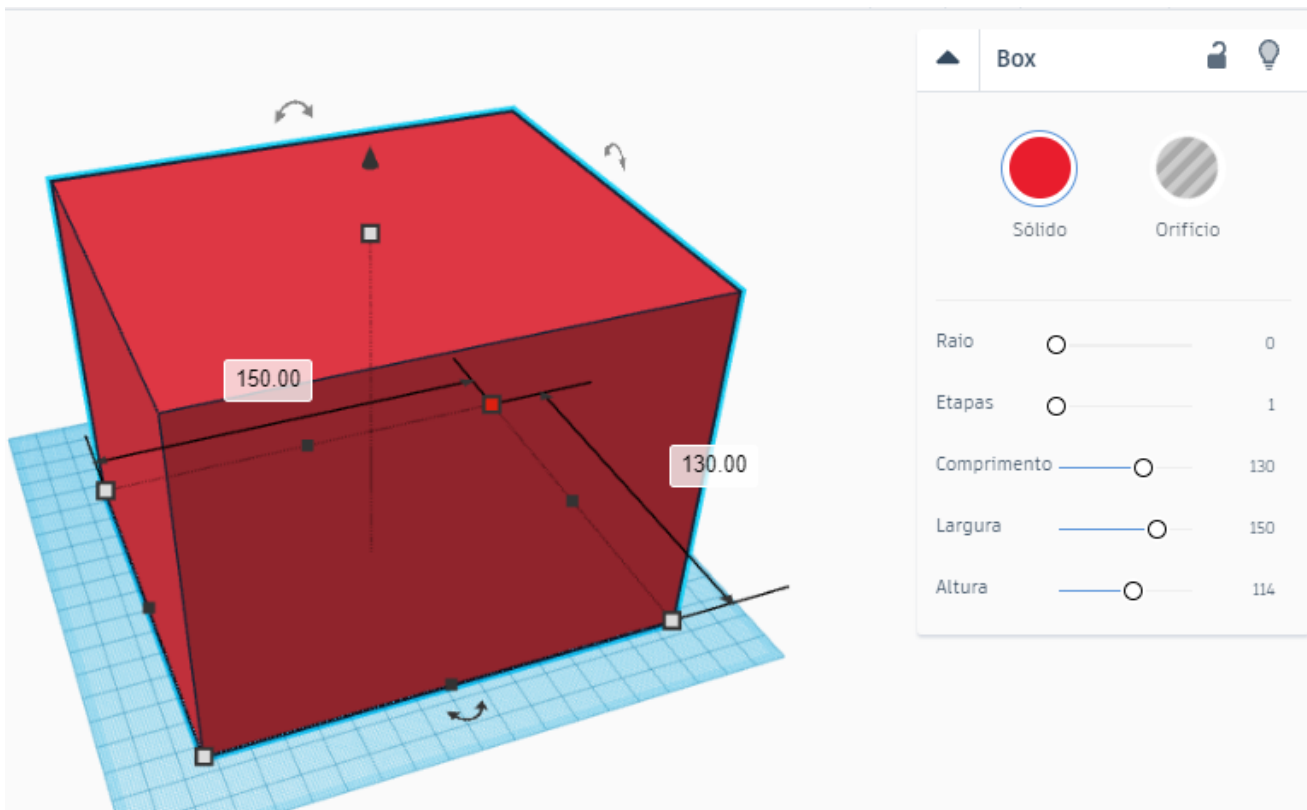 Box
Sólido Orifício
150.00
130.00
Raio 0
Etapas 1
Comprimento 130
Largura 150
Altura 114